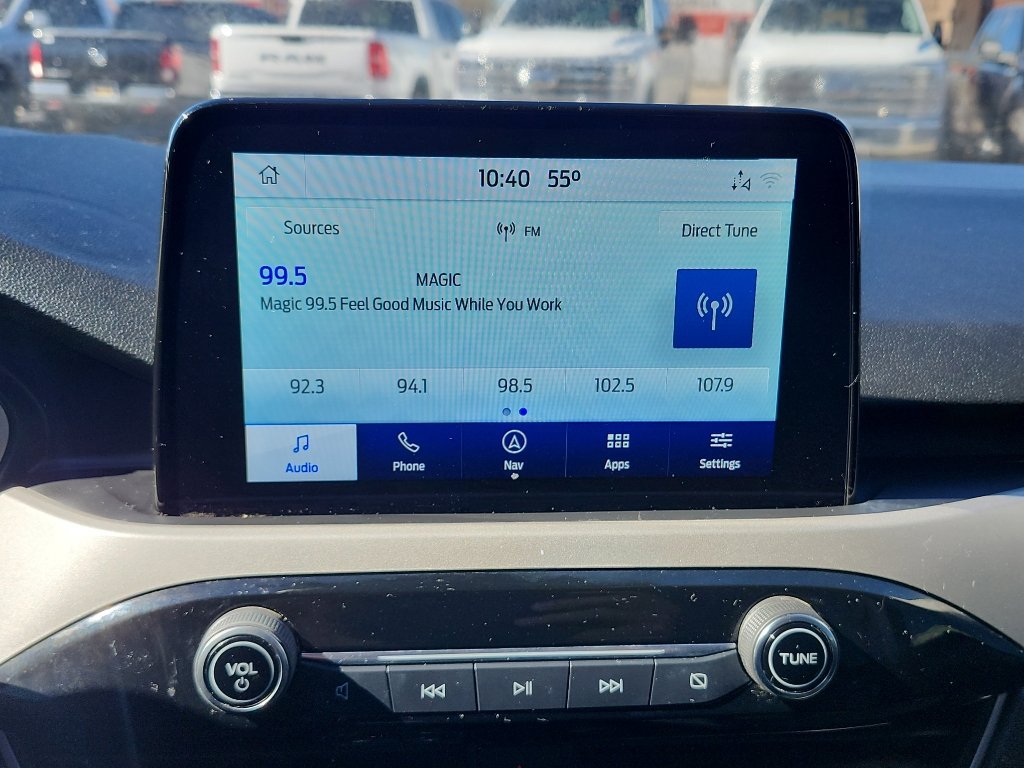 RAM
10:40 55º
Sources
FM
Direct Tune
99.5
MAGIC
Magic 99.5 Feel Good Music While You Work
92.3
94.1
98.5
102.5
107.9
Audio
Phone
Nav
Apps
Settings
VOL
TUNE